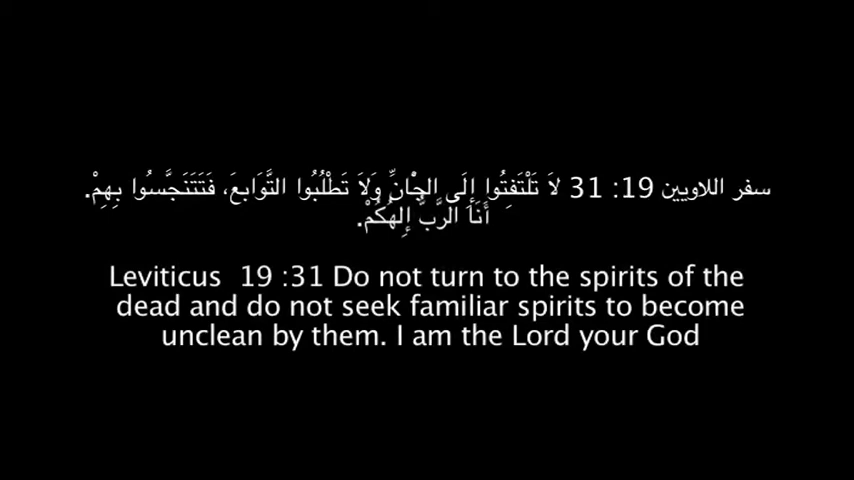 سفر اللاويين 19: 31 لاَ تَلْتَفِتُوا إِلَى الجَْانِّ وَلاَ تَطْلُبُوا التَّوَابعَ، فَتَتَنَجَّسُوا بِهِمْ.
أَنَا الرَّبُّ إِلهُكُمْ.
Leviticus 19 :31 Do not turn to the spirits of the
dead and do not seek familiar spirits to become
unclean by them. I am the Lord your God